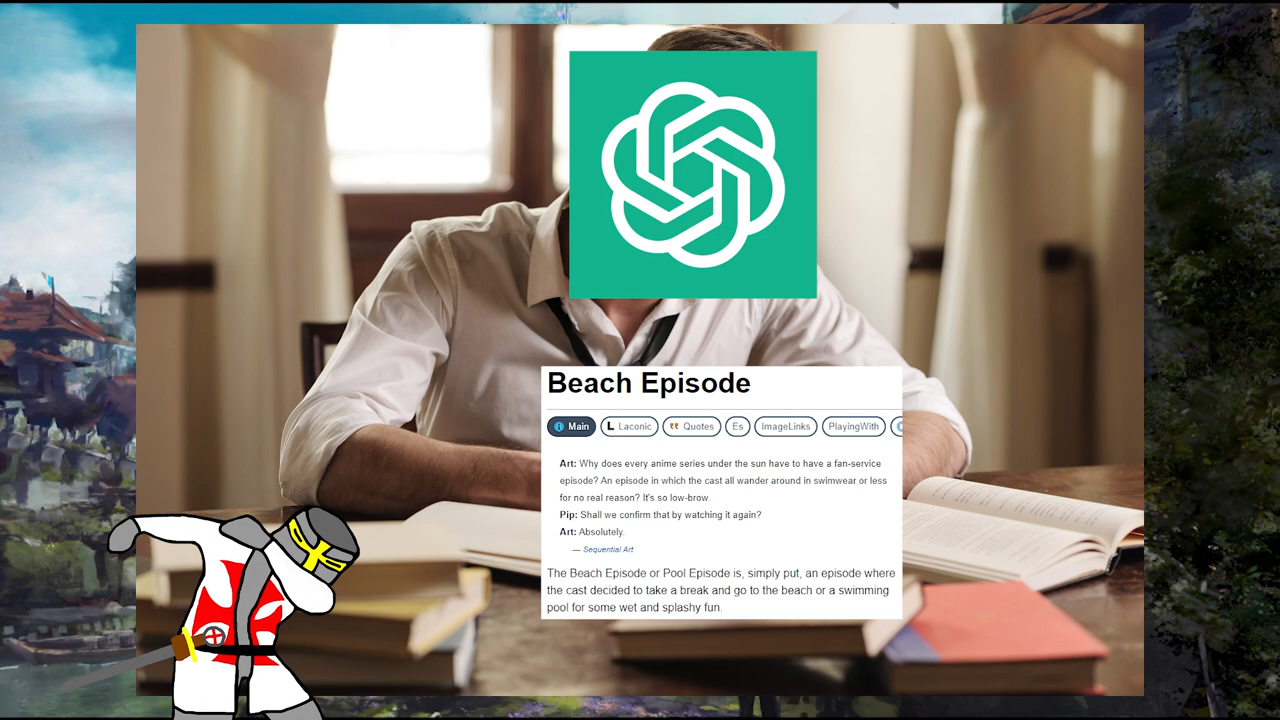 Beach Episode
Main Laconic Quotes Es ImageLinks PlayingWith
Art: Why does every anime series under the sun have to have a fan-service
episode? An episode in which the cast all wander around in swimwear or less
for no real reason? It's so low-brow.
Pip: Shall we confirm that by watching it again?
Art: Absolutely.
— Sequential Art
The Beach Episode or Pool Episode is, simply put, an episode where
the cast decided to take a break and go to the beach or a swimming
pool for some wet and splashy fun.